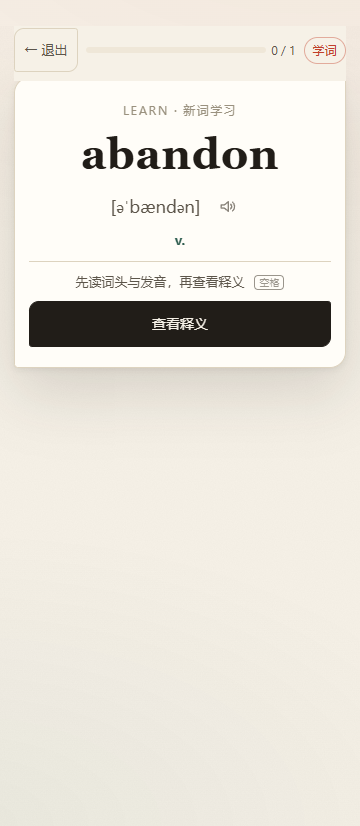 ← 退出
0 / 1
学词
LEARN · 新词学习
abandon
[əˈbændən]
v.
先读词头与发音，再查看释义 空格
查看释义